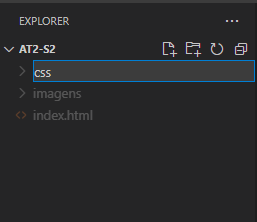 EXPLORER
AT2-S2
css
imagens
index.html